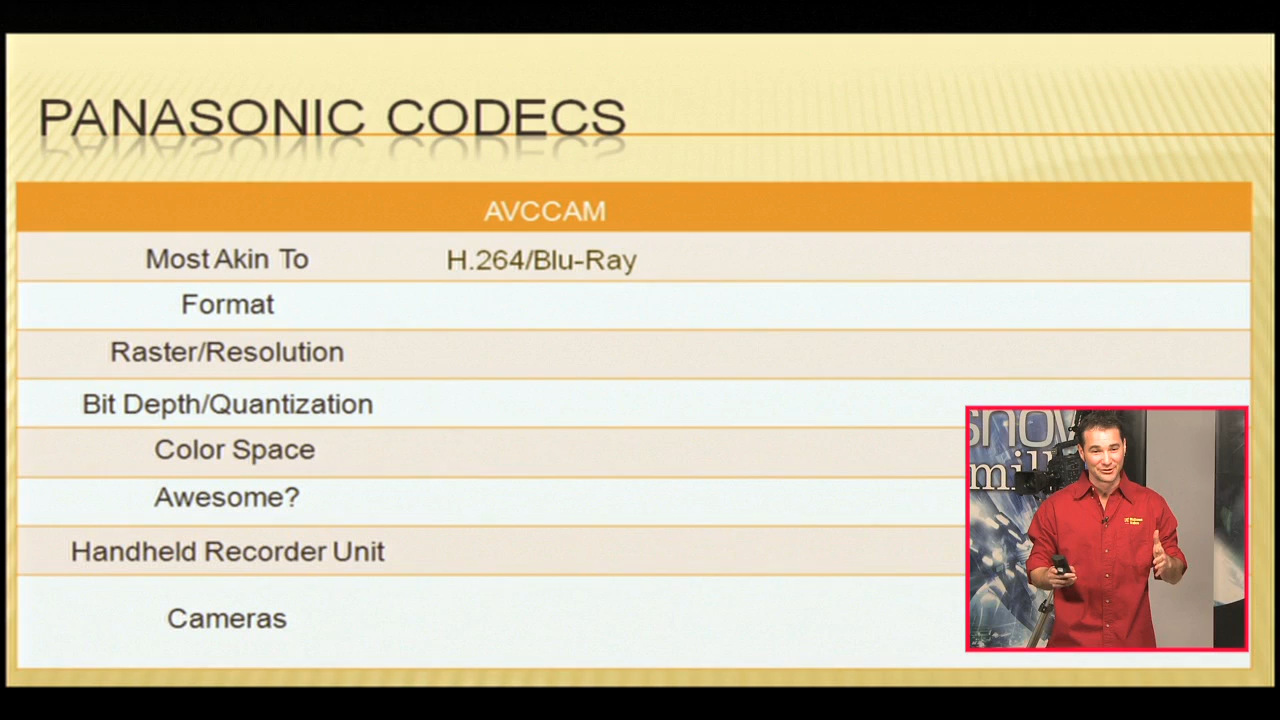 PANASONIC CODECS
AVCCAM
Most Akin To H.264/Blu-Ray
Format
Raster/Resolution
Bit Depth/Quantization
Color Space
Awesome?
Handheld Recorder Unit
Cameras